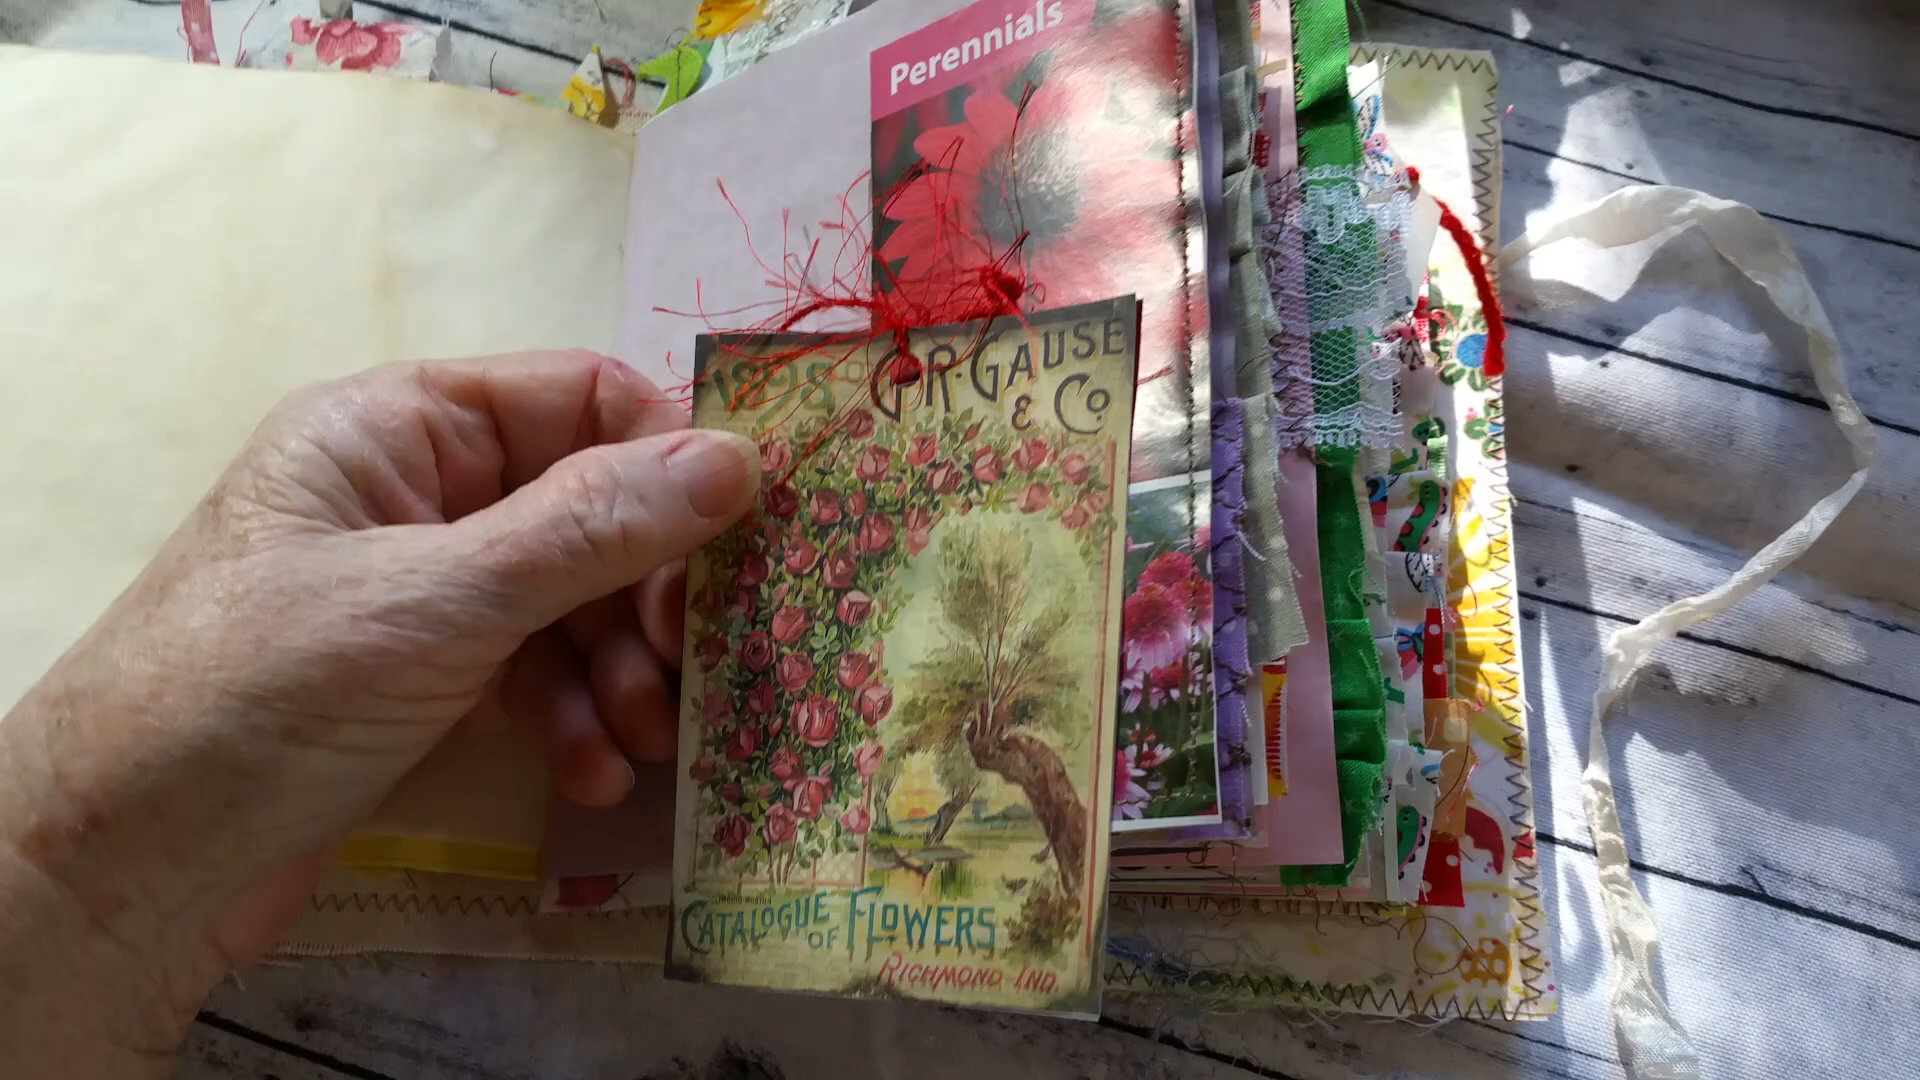 Perennials
1898 G·R·GAUSE
& Co
CATALOGUE
OF FLOWERS
RICHMOND IND.